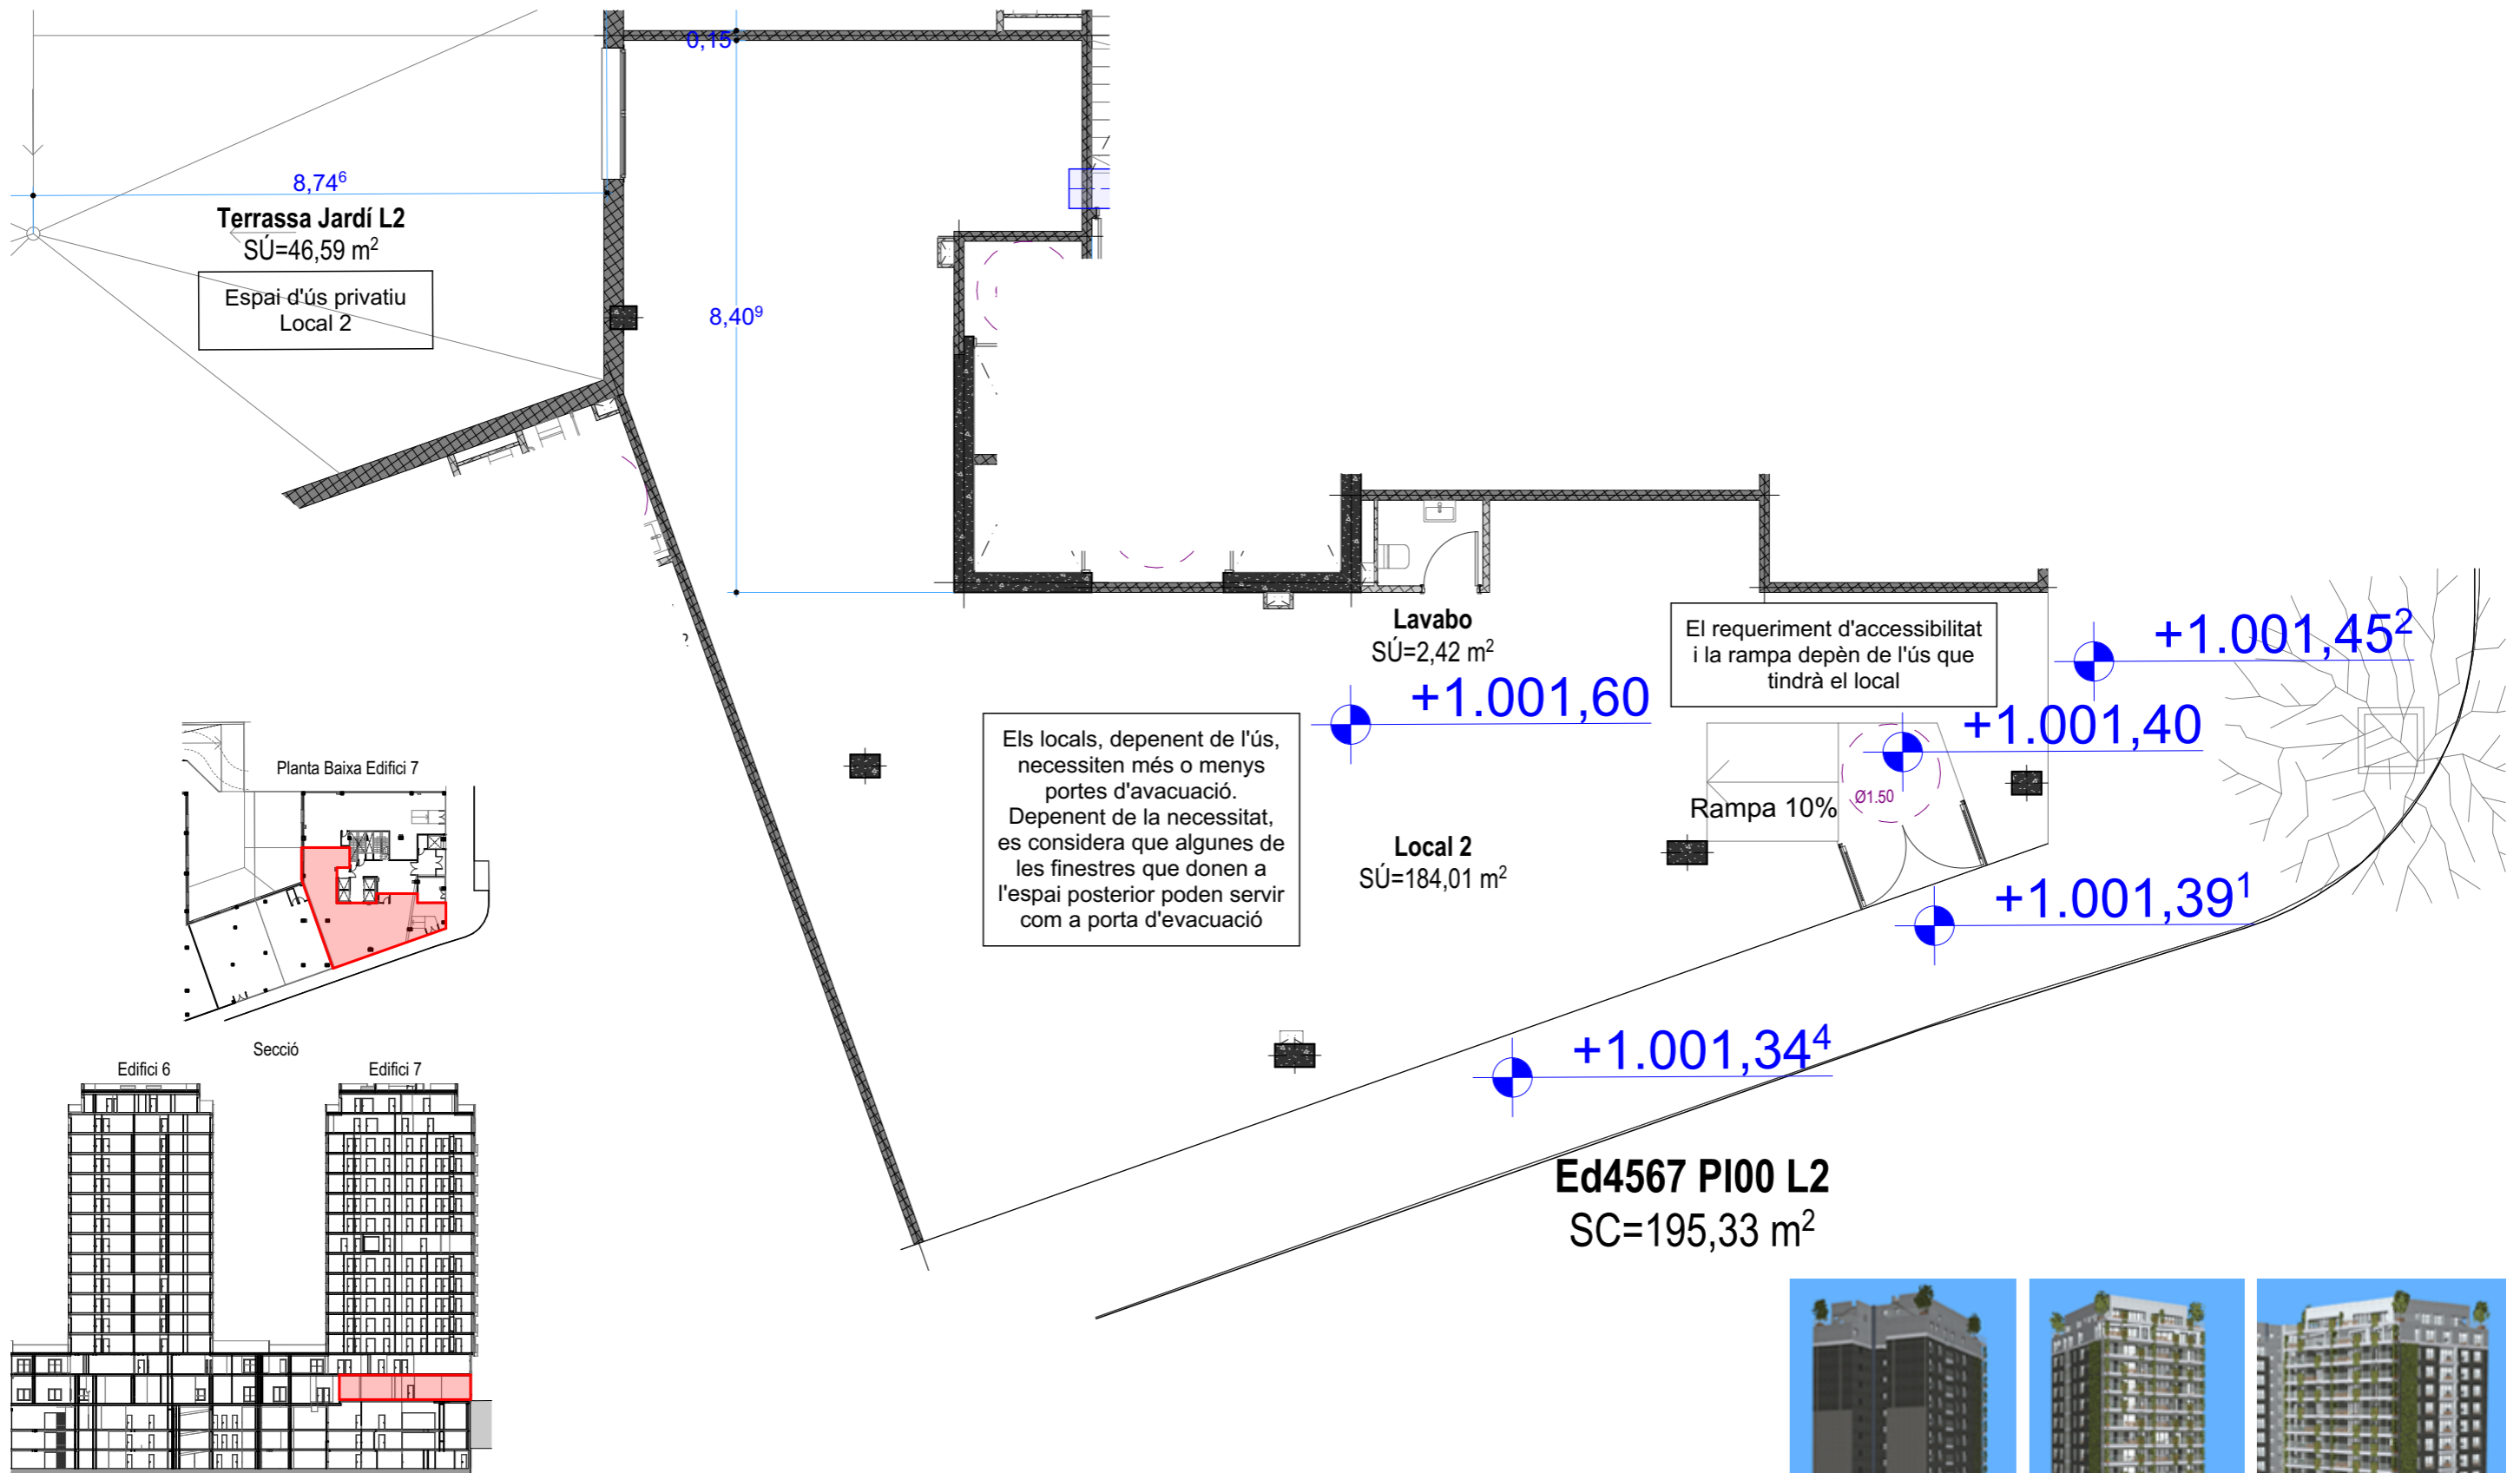 0,15
8,74⁶
Terrassa Jardí L2
SÚ=46,59 m²
Espai d'ús privatiu
Local 2
8,40⁹
Lavabo
SÚ=2,42 m²
El requeriment d'accessibilitat
i la rampa depèn de l'ús que
tindrà el local
+1.001,45²
+1.001,60
+1.001,40
Els locals, depenent de l'ús,
necessiten més o menys
portes d'avacuació.
Depenent de la necessitat,
es considera que algunes de
les finestres que donen a
l'espai posterior poden servir
com a porta d'evacuació
Rampa 10%
Ø1.50
Local 2
SÚ=184,01 m²
+1.001,39¹
+1.001,34⁴
Planta Baixa Edifici 7
Secció
Edifici 6
Edifici 7
Ed4567 Pl00 L2
SC=195,33 m²